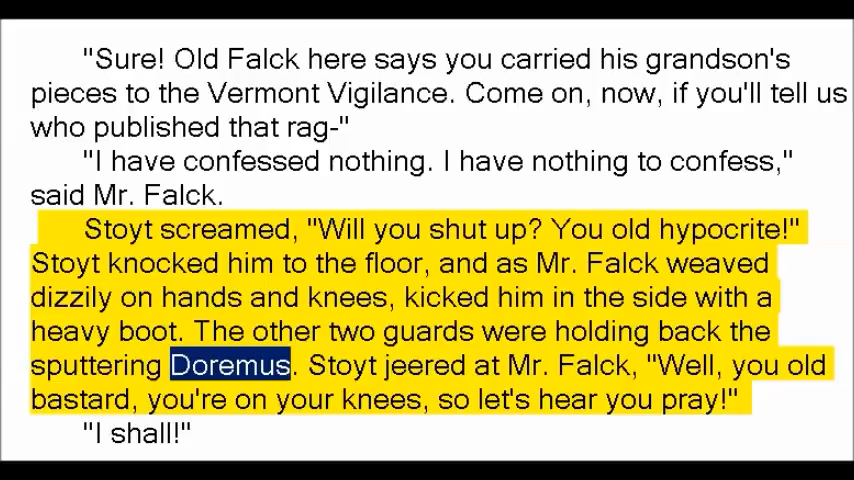 "Sure! Old Falck here says you carried his grandson's
pieces to the Vermont Vigilance. Come on, now, if you'll tell us
who published that rag-"
"I have confessed nothing. I have nothing to confess,"
said Mr. Falck.
Stoyt screamed, "Will you shut up? You old hypocrite!"
Stoyt knocked him to the floor, and as Mr. Falck weaved
dizzily on hands and knees, kicked him in the side with a
heavy boot. The other two guards were holding back the
sputtering Doremus. Stoyt jeered at Mr. Falck, "Well, you old
bastard, you're on your knees, so let's hear you pray!"
"I shall!"